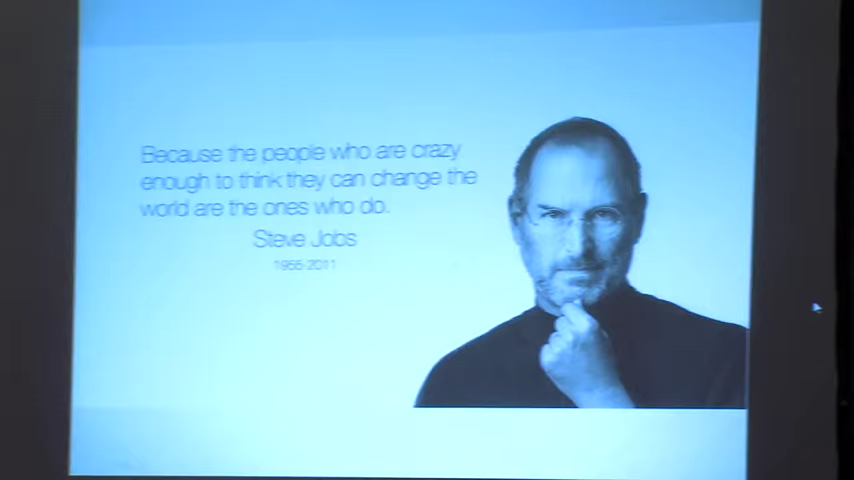 Because the people who are crazy
enough to think they can change the
world are the ones who do.
Steve Jobs
1955-2011